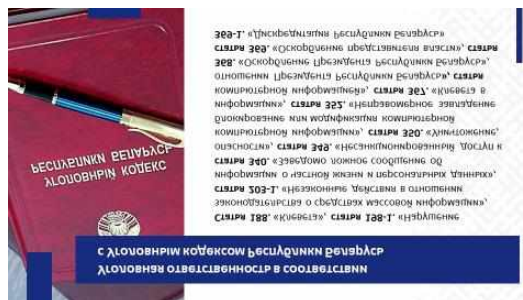 Уголовная ответственность в соответствии
с Уголовным кодексом Республики Беларусь
УГОЛОВНЫЙ КОДЕКС
РЕСПУБЛИКИ БЕЛАРУСЬ
Статья 188. «Клевета», статья 198-1. «Нарушение
законодательства о средствах массовой информации»,
статья 203-1. «Незаконные действия в отношении
информации о частной жизни и персональных данных»,
статья 340. «Заведомо ложное сообщение об
опасности», статья 349. «Несанкционированный доступ к
компьютерной информации», статья 350. «Уничтожение,
блокирование или модификация компьютерной
информации», статья 352. «Неправомерное завладение
компьютерной информацией», статья 367. «Клевета в
отношении Президента Республики Беларусь», статья
368. «Оскорбление Президента Республики Беларусь»,
статья 369. «Оскорбление представителя власти», статья
369-1. «Дискредитация Республики Беларусь»